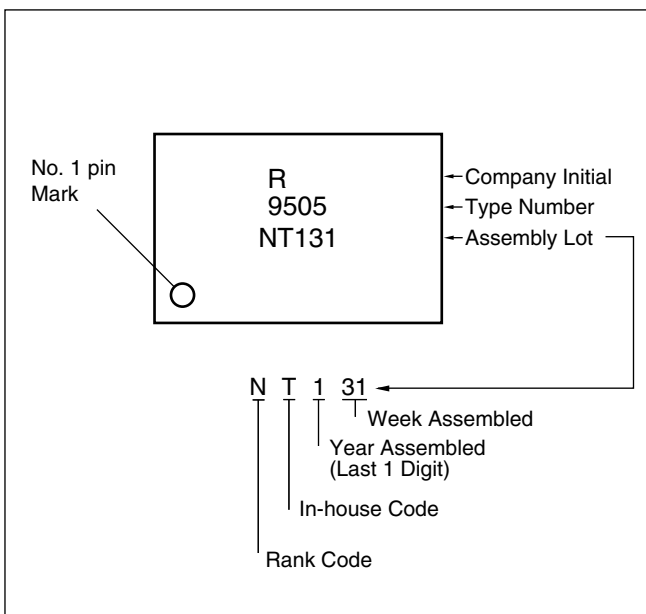 No. 1 pin
Mark
R
9505
NT131
Company Initial
Type Number
Assembly Lot
N T 1 31
Week Assembled
Year Assembled
(Last 1 Digit)
In-house Code
Rank Code